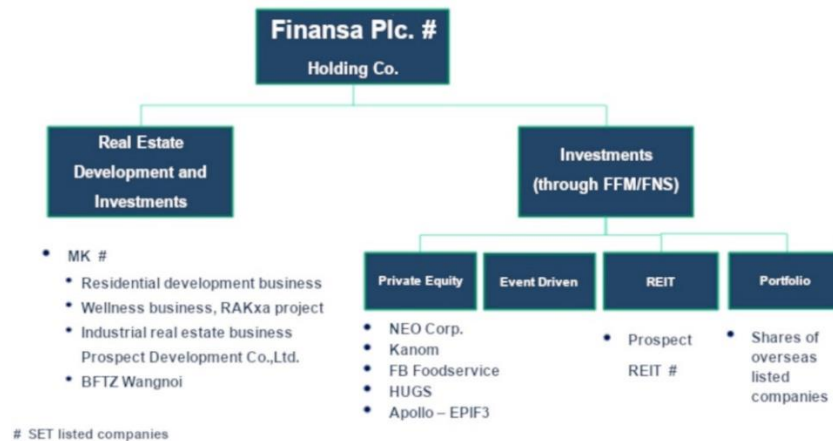 Finansa Plc. #
Holding Co.
Real Estate
Development and
Investments
Investments
(through FFM/FNS)
MK #
Residential development business
Wellness business, RAKxa project
Industrial real estate business
Prospect Development Co.,Ltd.
BFTZ Wangnoi
Private Equity
Event Driven
REIT
Portfolio
NEO Corp.
Kanom
FB Foodservice
HUGS
Apollo – EPIF3
Prospect
REIT #
Shares of
overseas
listed
companies
# SET listed companies